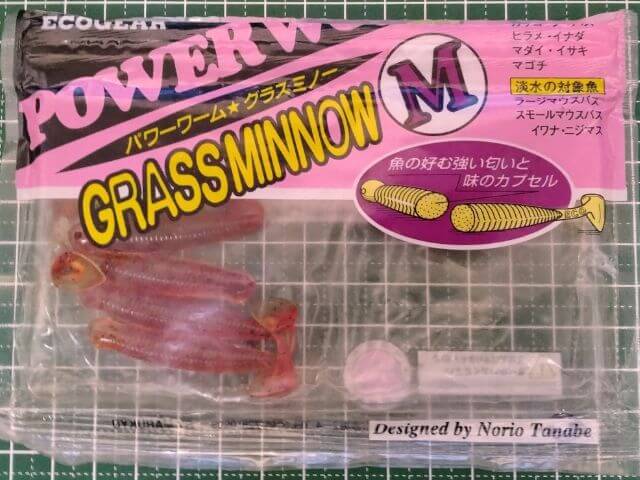 ECOGEAR
POWER WO
パワーワーム★グラスミノー
GRASSMINNOW
M
ヒラメ・イナダ
マダイ・イサキ
マゴチ
淡水の対象魚
ラージマウスバス
スモールマウスバス
イワナ・ニジマス
魚の好む強い匂いと
味のカプセル
ECO
Designed by Norio Tanabe